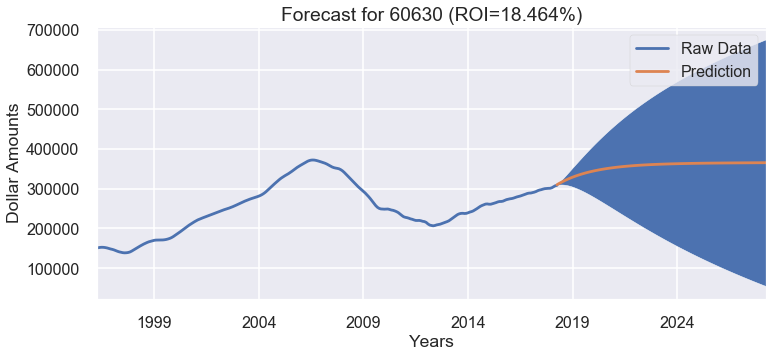 Forecast for 60630 (ROI=18.464%)
700000
600000
500000
400000
300000
200000
100000
Dollar Amounts
Raw Data
Prediction
1999 2004 2009 2014 2019 2024
Years